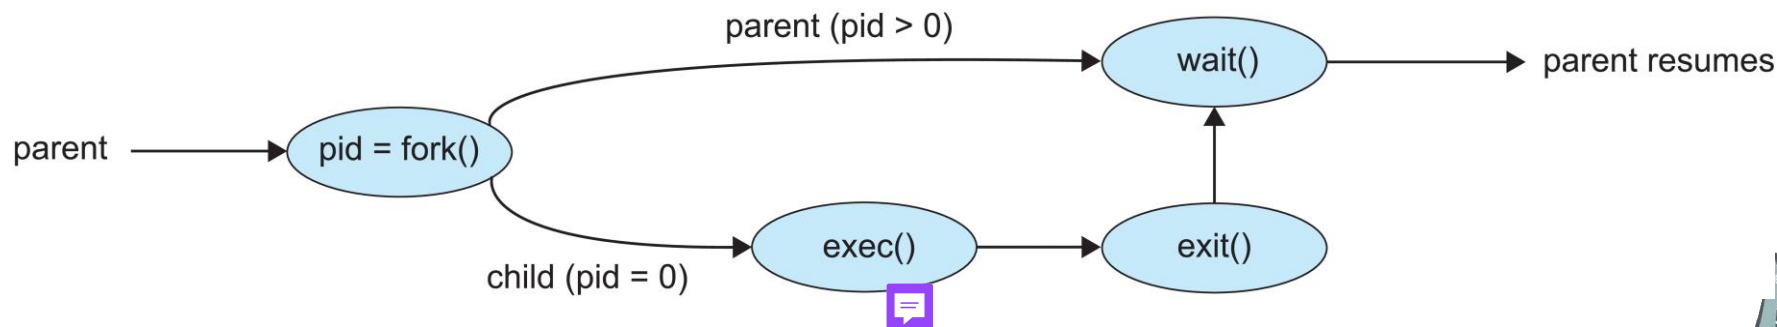 parent (pid > 0)
wait()
parent resumes
parent
pid = fork()
exec()
exit()
child (pid = 0)